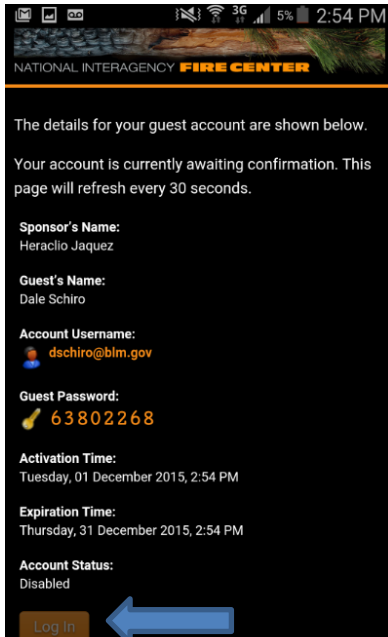 3G 5% 2:54 PM
NATIONAL INTERAGENCY FIRE CENTER
The details for your guest account are shown below.
Your account is currently awaiting confirmation. This
page will refresh every 30 seconds.
Sponsor's Name:
Heraclio Jaquez
Guest's Name:
Dale Schiro
Account Username:
dschiro@blm.gov
Guest Password:
63802268
Activation Time:
Tuesday, 01 December 2015, 2:54 PM
Expiration Time:
Thursday, 31 December 2015, 2:54 PM
Account Status:
Disabled
Log In